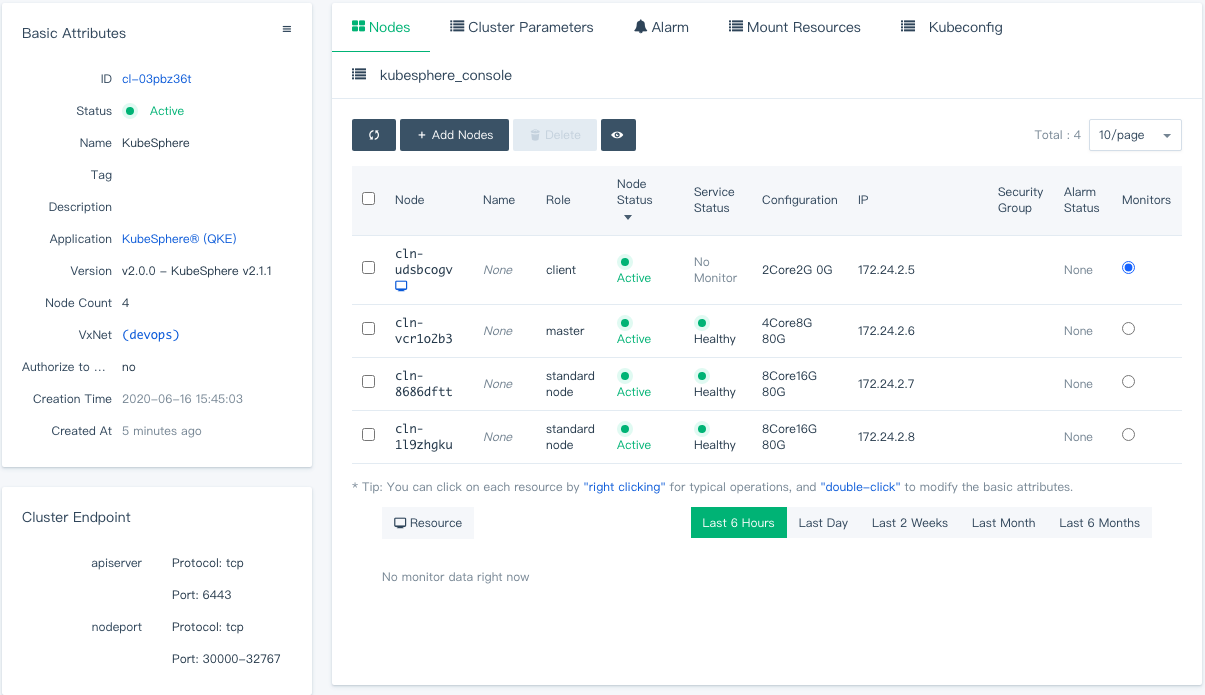 Basic Attributes
ID cl-03pbz36t
Status Active
Name KubeSphere
Tag
Description
Application KubeSphere® (QKE)
Version v2.0.0 - KubeSphere v2.1.1
Node Count 4
VxNet (devops)
Authorize to ... no
Creation Time 2020-06-16 15:45:03
Created At 5 minutes ago
Cluster Endpoint
apiserver Protocol: tcp
Port: 6443
nodeport Protocol: tcp
Port: 30000-32767
Nodes Cluster Parameters Alarm Mount Resources Kubeconfig
kubesphere_console
+ Add Nodes Delete Total : 4 10/page
Node Name Role Node Status Service Status Configuration IP Security Group Alarm Status Monitors
cln-udsbcogv None client Active No Monitor 2Core2G 0G 172.24.2.5 None
cln-vcr1o2b3 None master Active Healthy 4Core8G 80G 172.24.2.6 None
cln-8686dftt None standard node Active Healthy 8Core16G 80G 172.24.2.7 None
cln-1l9zhgku None standard node Active Healthy 8Core16G 80G 172.24.2.8 None
* Tip: You can click on each resource by "right clicking" for typical operations, and "double-click" to modify the basic attributes.
Resource Last 6 Hours Last Day Last 2 Weeks Last Month Last 6 Months
No monitor data right now